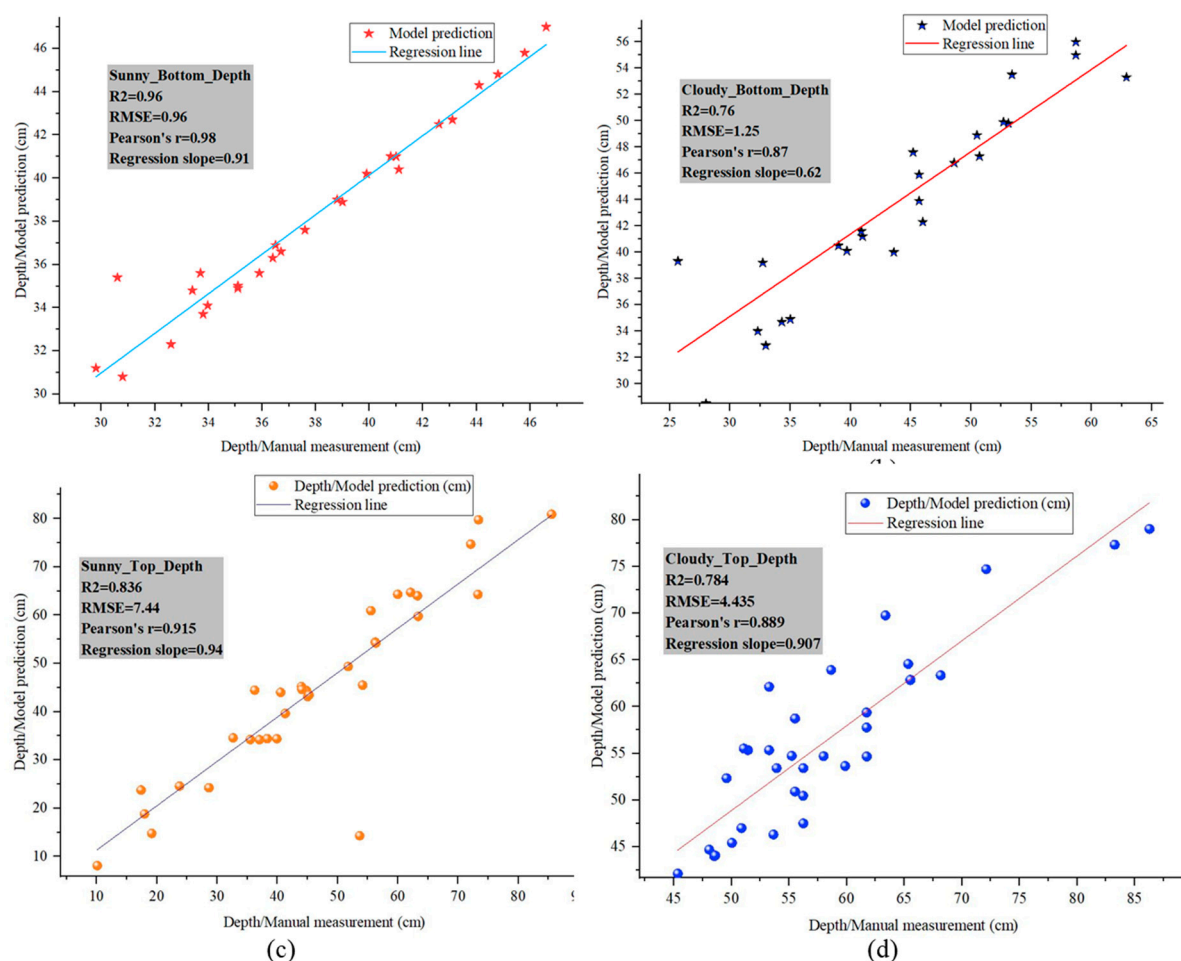 Model prediction
Regression line
Sunny_Bottom_Depth
R2=0.96
RMSE=0.96
Pearson's r=0.98
Regression slope=0.91
Depth/Model prediction (cm)
46
44
42
40
38
36
34
32
30
30 32 34 36 38 40 42 44 46
Depth/Manual measurement (cm)
Model prediction
Regression line
Cloudy_Bottom_Depth
R2=0.76
RMSE=1.25
Pearson's r=0.87
Regression slope=0.62
Depth/Model prediction (cm)
56
54
52
50
48
46
44
42
40
38
36
34
32
30
25 30 35 40 45 50 55 60 65
Depth/Manual measurement (cm)
Depth/Model prediction (cm)
Regression line
Sunny_Top_Depth
R2=0.836
RMSE=7.44
Pearson's r=0.915
Regression slope=0.94
Depth/Model prediction (cm)
80
70
60
50
40
30
20
10
10 20 30 40 50 60 70 80
Depth/Manual measurement (cm)
(c)
Depth/Model prediction (cm)
Regression line
Cloudy_Top_Depth
R2=0.784
RMSE=4.435
Pearson's r=0.889
Regression slope=0.907
Depth/Model prediction (cm)
80
75
70
65
60
55
50
45
45 50 55 60 65 70 75 80 85
Depth/Manual measurement (cm)
(d)